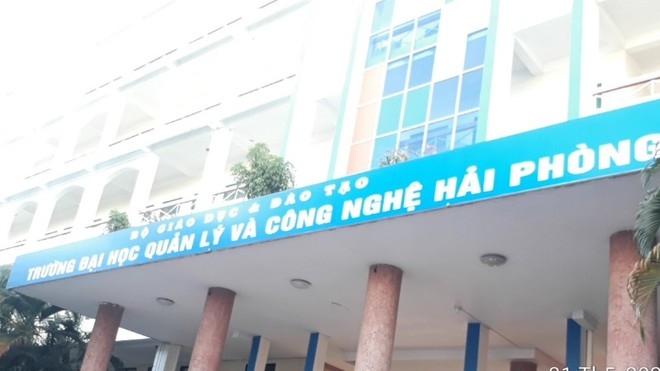 BỘ GIÁO DỤC & ĐÀO TẠO
TRƯỜNG ĐẠI HỌC QUẢN LÝ VÀ CÔNG NGHỆ HẢI PHÒNG